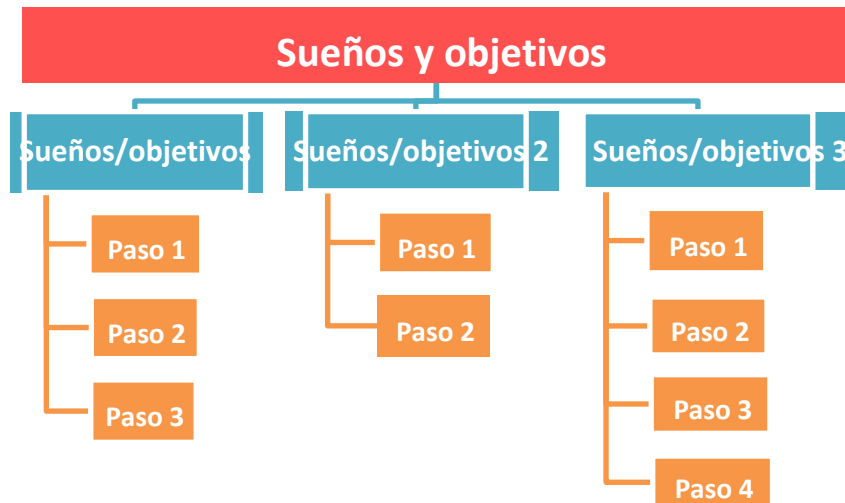 Sueños y objetivos
Sueños/objetivos
Paso 1
Paso 2
Paso 3
Sueños/objetivos 2
Paso 1
Paso 2
Sueños/objetivos 3
Paso 1
Paso 2
Paso 3
Paso 4